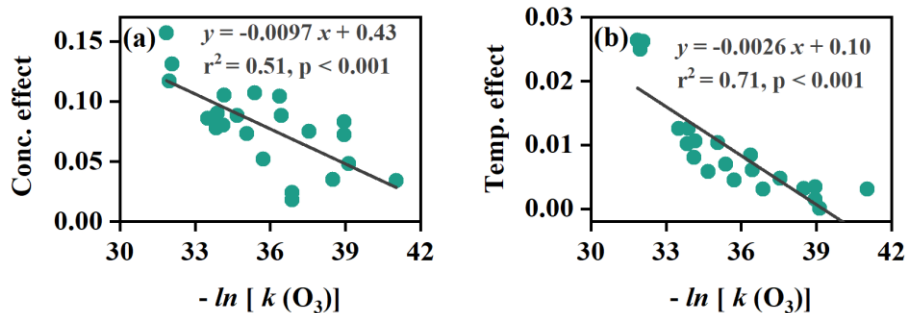 (a)
y = -0.0097 x + 0.43
r² = 0.51, p < 0.001
Conc. effect
0.15
0.10
0.05
0.00
30 33 36 39 42
- ln [ k (O₃)]
(b)
y = -0.0026 x + 0.10
r² = 0.71, p < 0.001
Temp. effect
0.03
0.02
0.01
0.00
30 33 36 39 42
- ln [ k (O₃)]